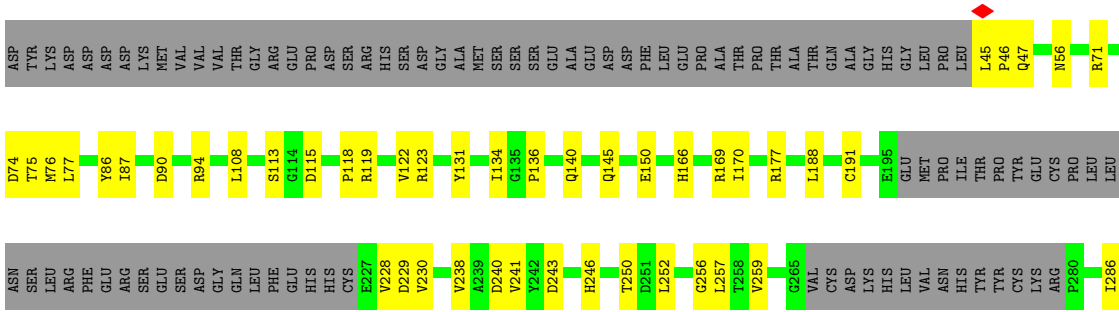 ASP TYR LYS ASP ASP ASP ASP LYS MET VAL VAL VAL THR GLY ARG GLU PRO ASP SER ARG HIS SER ASP GLY ALA MET SER SER SER GLU ALA GLU ASP ASP PHE LEU GLU PRO ALA THR PRO THR ALA THR GLN ALA GLY HIS GLY LEU PRO LEU L45 P46 Q47 N56 R71
D74 T75 M76 L77 Y86 I87 D90 R94 L108 S113 G114 D115 P118 R119 V122 R123 Y131 I134 G135 P136 Q140 Q145 E150 H166 R169 I170 R177 L188 C191 E195 GLU MET PRO ILE THR PRO TYR GLU CYS PRO LEU LEU
ASN SER LEU ARG PHE GLU ARG SER GLU SER ASP GLY GLN LEU PHE GLU HIS HIS CYS E227 V228 D229 V230 V238 A239 D240 V241 Y242 D243 H246 T250 D251 L252 G256 L257 T258 V259 G265 VAL CYS ASP LYS HIS LEU VAL ASN HIS TYR TYR CYS LYS ARG P280 I286